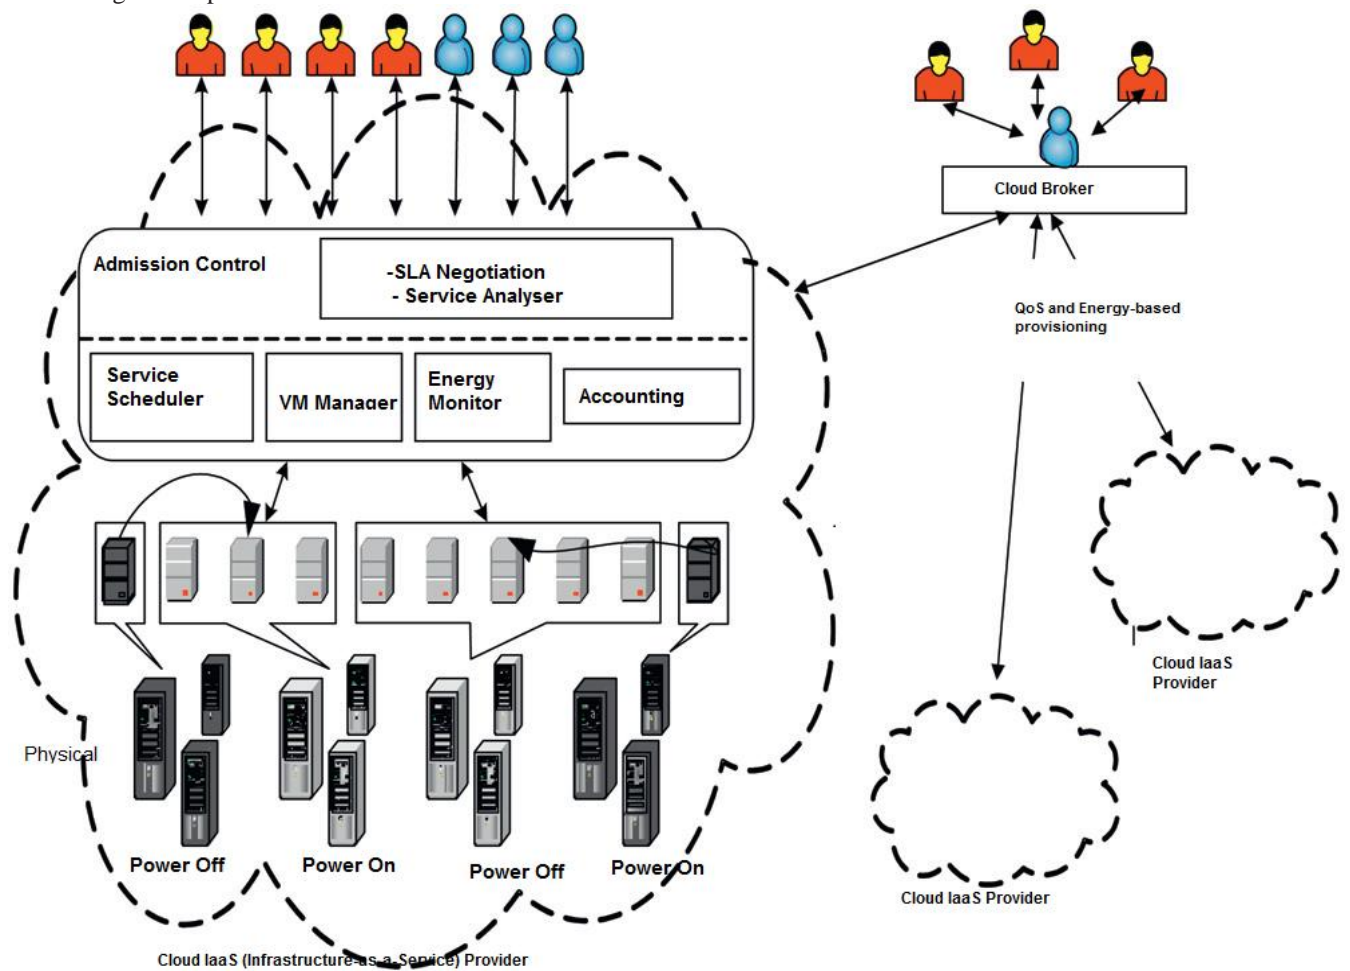 Cloud Broker
Admission Control
-SLA Negotiation
- Service Analyser
QoS and Energy-based
provisioning
Service
Scheduler
VM Manager
Energy
Monitor
Accounting
Cloud IaaS
Provider
Physical
Power Off
Power On
Power Off
Power On
Cloud IaaS Provider
Cloud IaaS (Infrastructure-as-a-Service) Provider